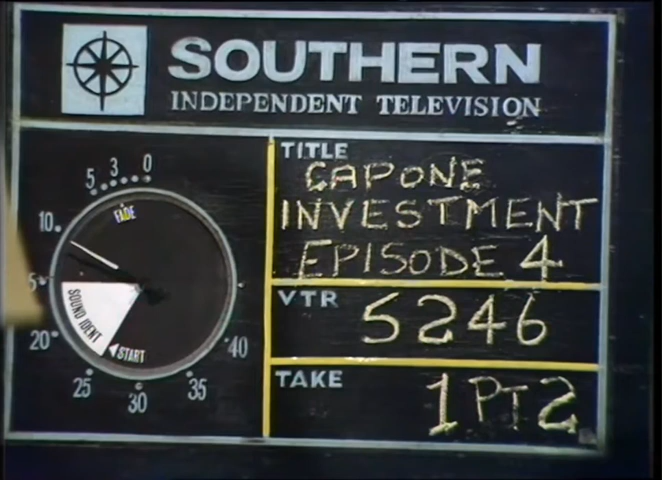 SOUTHERN
INDEPENDENT TELEVISION
TITLE
CAPONE
INVESTMENT
EPISODE 4
VTR
5246
TAKE
1 PT 2
0
3
5
10
FADE
5
SOUND IDENT
START
20
25
30
35
40